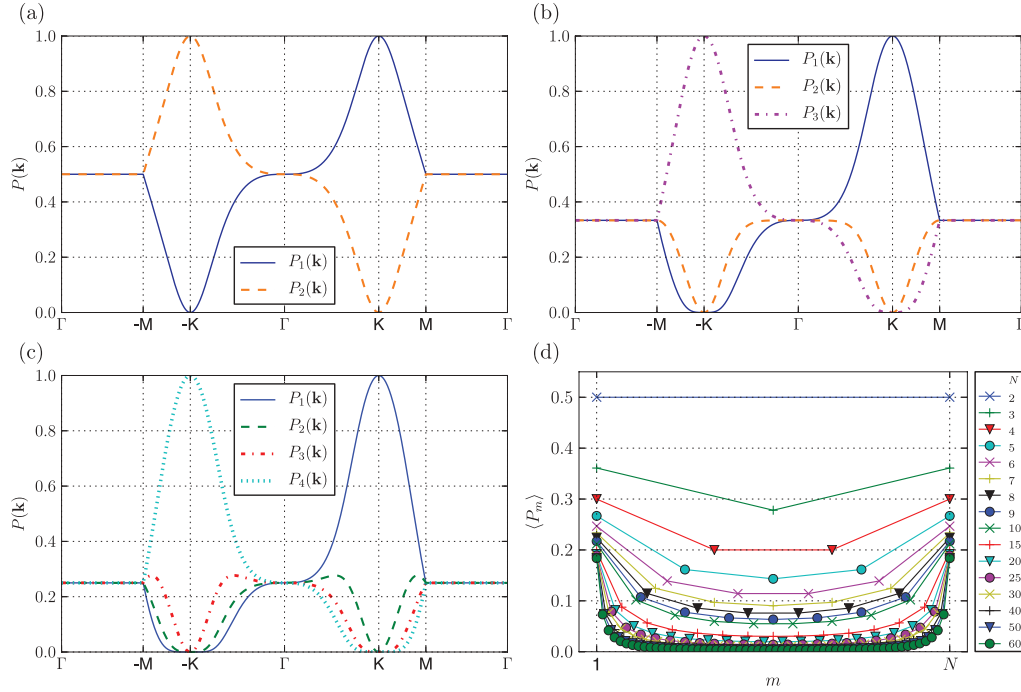 (a)
1.0
0.8
0.6
0.4
0.2
0.0
P(k)
P₁(k)
P₂(k)
Γ -M -K Γ K M Γ
(b)
1.0
0.8
0.6
0.4
0.2
0.0
P(k)
P₁(k)
P₂(k)
P₃(k)
Γ -M -K Γ K M Γ
(c)
1.0
0.8
0.6
0.4
0.2
0.0
P(k)
P₁(k)
P₂(k)
P₃(k)
P₄(k)
Γ -M -K Γ K M Γ
(d)
0.5
0.4
0.3
0.2
0.1
0.0
⟨Pₘ⟩
1 N
m
N
2
3
4
5
6
7
8
9
10
15
20
25
30
40
50
60